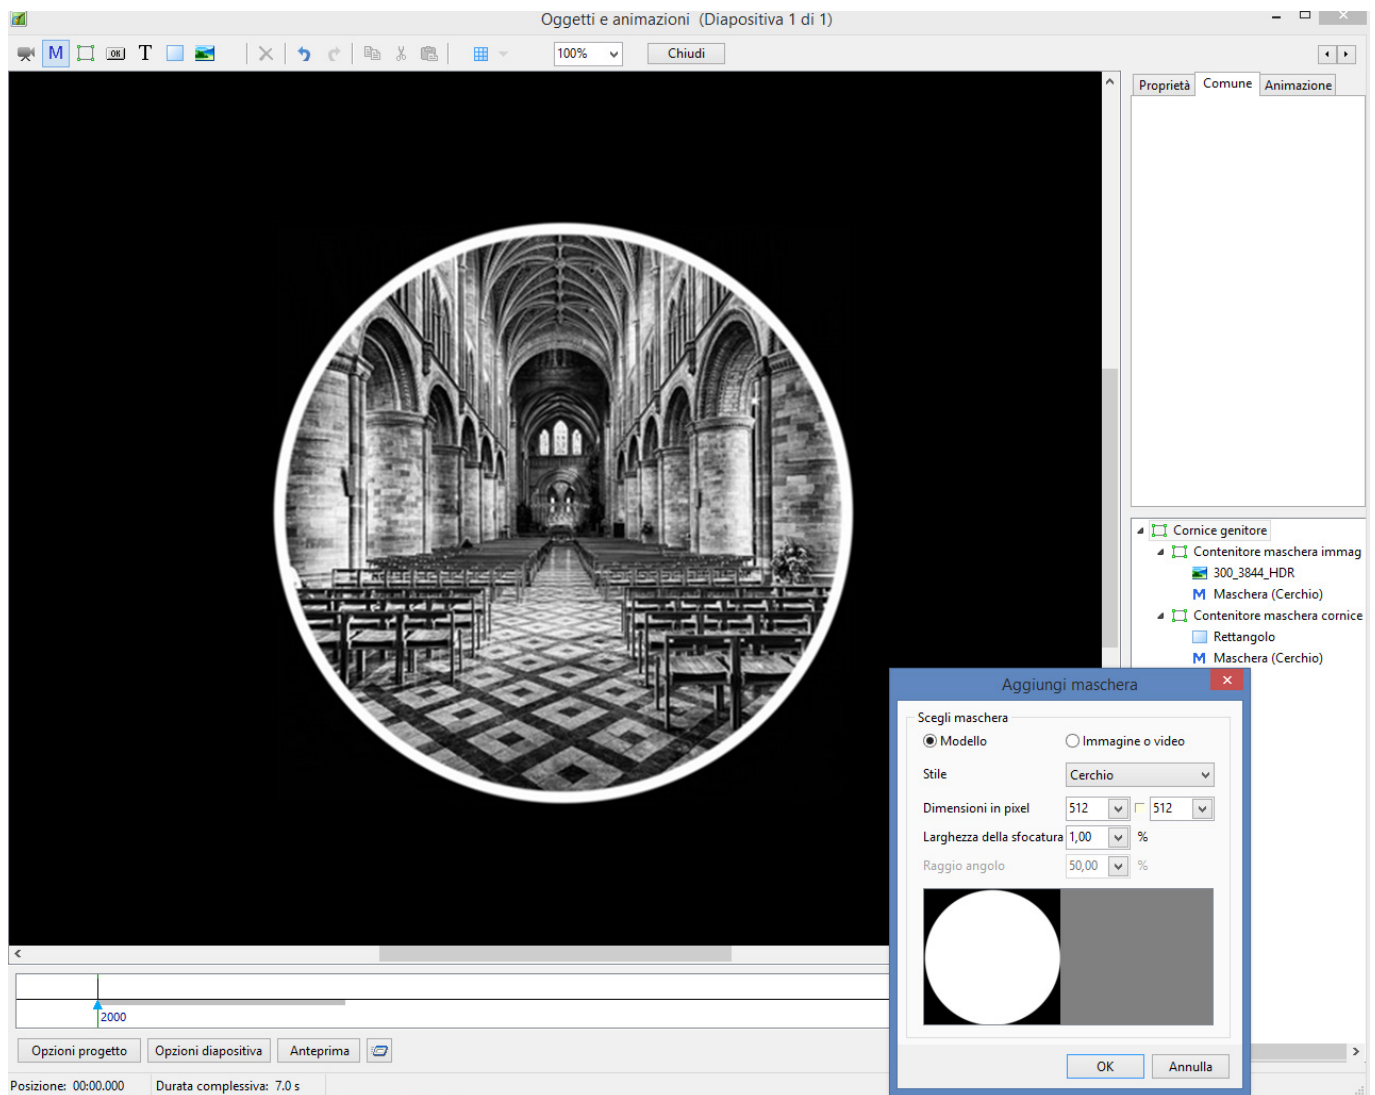 Oggetti e animazioni (Diapositiva 1 di 1)
M OK T 100% Chiudi
Proprietà Comune Animazione
Cornice genitore
Contenitore maschera immag
300_3844_HDR
M Maschera (Cerchio)
Contenitore maschera cornice
Rettangolo
M Maschera (Cerchio)
Aggiungi maschera
Scegli maschera
Modello Immagine o video
Stile Cerchio
Dimensioni in pixel 512 512
Larghezza della sfocatura 1,00 %
Raggio angolo 50,00 %
OK Annulla
2000
Opzioni progetto Opzioni diapositiva Anteprima
Posizione: 00:00.000 Durata complessiva: 7.0 s